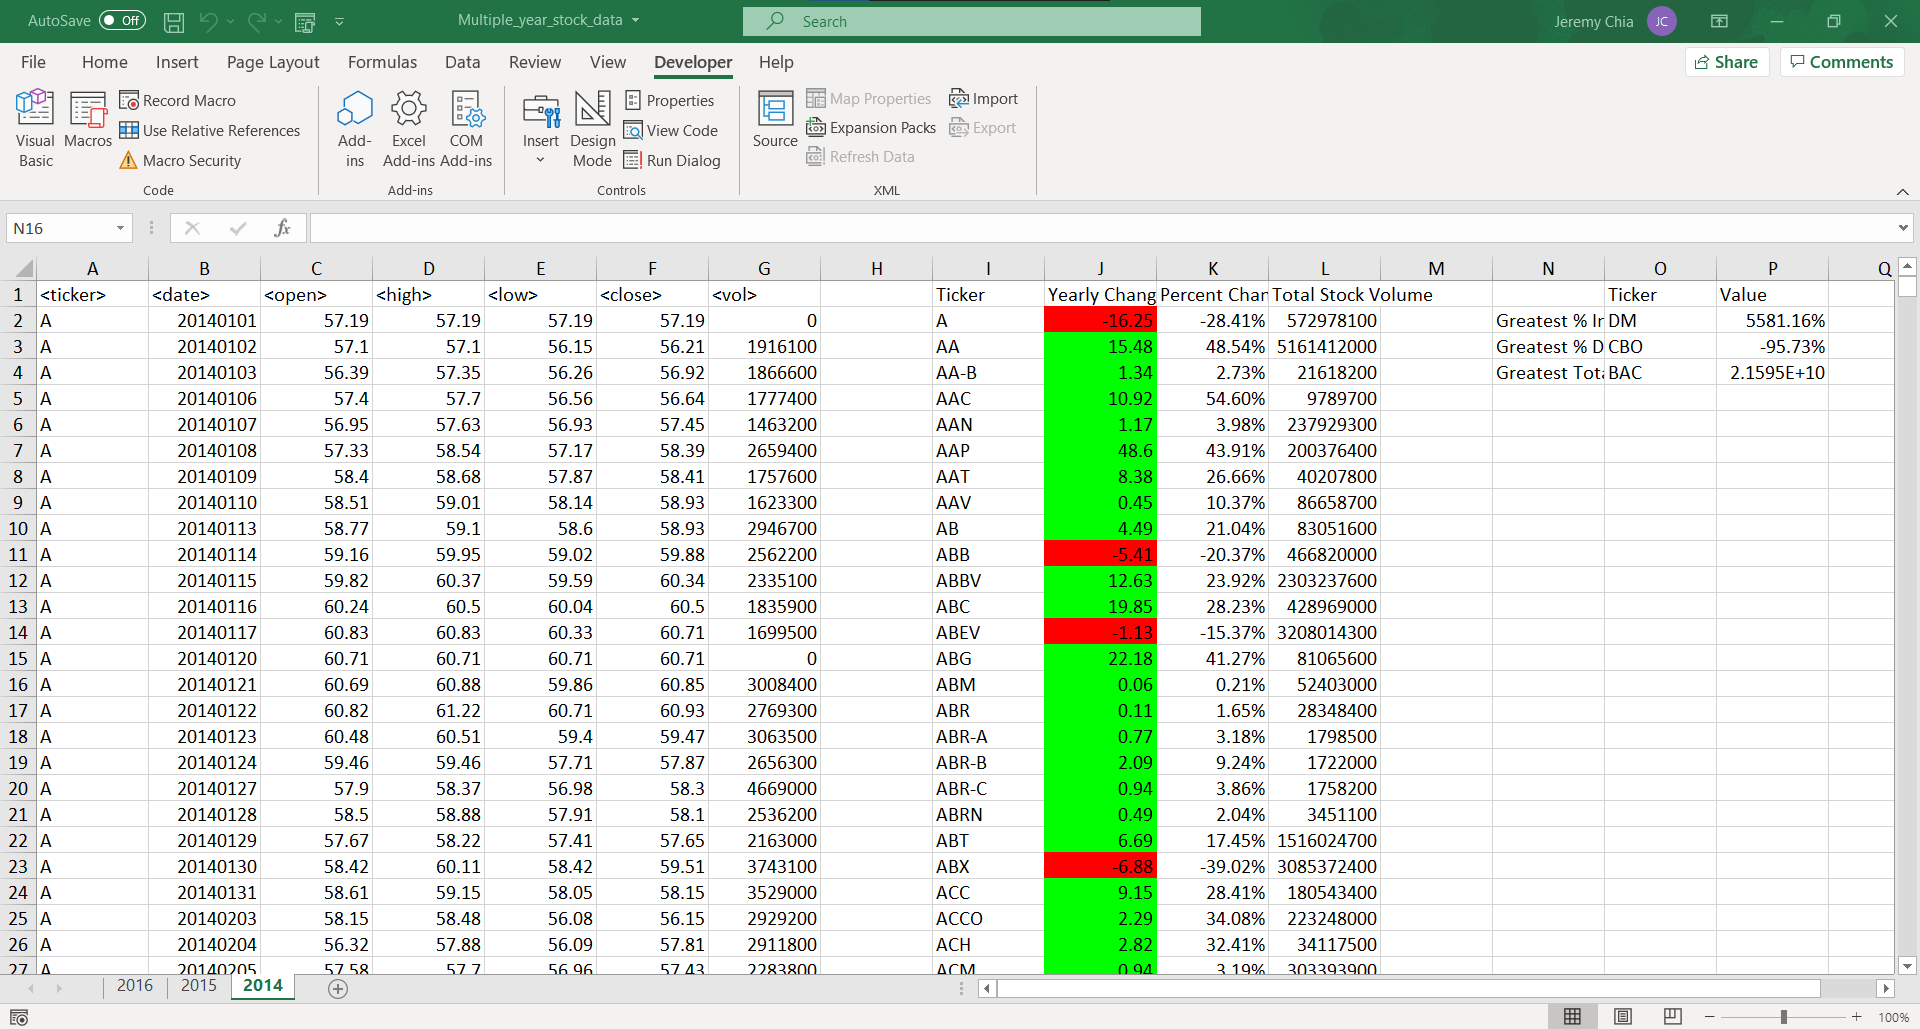 AutoSave Off Multiple_year_stock_data Search Jeremy Chia JC
File Home Insert Page Layout Formulas Data Review View Developer Help Share Comments
Visual Basic
Macros
Record Macro
Use Relative References
Macro Security
Code
Add-ins
Excel Add-ins
COM Add-ins
Add-ins
Insert
Design Mode
Properties
View Code
Run Dialog
Controls
Source
Map Properties
Expansion Packs
Refresh Data
Import
Export
XML
N16 fx
A B C D E F G H I J K L M N O P Q
1 <ticker> <date> <open> <high> <low> <close> <vol> Ticker Yearly Chang Percent Char Total Stock Volume Ticker Value
2 A 20140101 57.19 57.19 57.19 57.19 0 A -16.25 -28.41% 572978100 Greatest % Ir DM 5581.16%
3 A 20140102 57.1 57.1 56.15 56.21 1916100 AA 15.48 48.54% 5161412000 Greatest % D CBO -95.73%
4 A 20140103 56.39 57.35 56.26 56.92 1866600 AA-B 1.34 2.73% 21618200 Greatest Tota BAC 2.1595E+10
5 A 20140106 57.4 57.7 56.56 56.64 1777400 AAC 10.92 54.60% 9789700
6 A 20140107 56.95 57.63 56.93 57.45 1463200 AAN 1.17 3.98% 237929300
7 A 20140108 57.33 58.54 57.17 58.39 2659400 AAP 48.6 43.91% 200376400
8 A 20140109 58.4 58.68 57.87 58.41 1757600 AAT 8.38 26.66% 40207800
9 A 20140110 58.51 59.01 58.14 58.93 1623300 AAV 0.45 10.37% 86658700
10 A 20140113 58.77 59.1 58.6 58.93 2946700 AB 4.49 21.04% 83051600
11 A 20140114 59.16 59.95 59.02 59.88 2562200 ABB -5.41 -20.37% 466820000
12 A 20140115 59.82 60.37 59.59 60.34 2335100 ABBV 12.63 23.92% 2303237600
13 A 20140116 60.24 60.5 60.04 60.5 1835900 ABC 19.85 28.23% 428969000
14 A 20140117 60.83 60.83 60.33 60.71 1699500 ABEV -1.13 -15.37% 3208014300
15 A 20140120 60.71 60.71 60.71 60.71 0 ABG 22.18 41.27% 81065600
16 A 20140121 60.69 60.88 59.86 60.85 3008400 ABM 0.06 0.21% 52403000
17 A 20140122 60.82 61.22 60.71 60.93 2769300 ABR 0.11 1.65% 28348400
18 A 20140123 60.48 60.51 59.4 59.47 3063500 ABR-A 0.77 3.18% 1798500
19 A 20140124 59.46 59.46 57.71 57.87 2656300 ABR-B 2.09 9.24% 1722000
20 A 20140127 57.9 58.37 56.98 58.3 4669000 ABR-C 0.94 3.86% 1758200
21 A 20140128 58.5 58.88 57.91 58.1 2536200 ABRN 0.49 2.04% 3451100
22 A 20140129 57.67 58.22 57.41 57.65 2163000 ABT 6.69 17.45% 1516024700
23 A 20140130 58.42 60.11 58.42 59.51 3743100 ABX -6.88 -39.02% 3085372400
24 A 20140131 58.61 59.15 58.05 58.15 3529000 ACC 9.15 28.41% 180543400
25 A 20140203 58.15 58.48 56.08 56.15 2929200 ACCO 2.29 34.08% 223248000
26 A 20140204 56.32 57.88 56.09 57.81 2911800 ACH 2.82 32.41% 34117500
27 A 20140205 57.58 57.7 56.96 57.43 2283800 ACM 0.94 3.19% 303393900
2016 2015 2014
100%